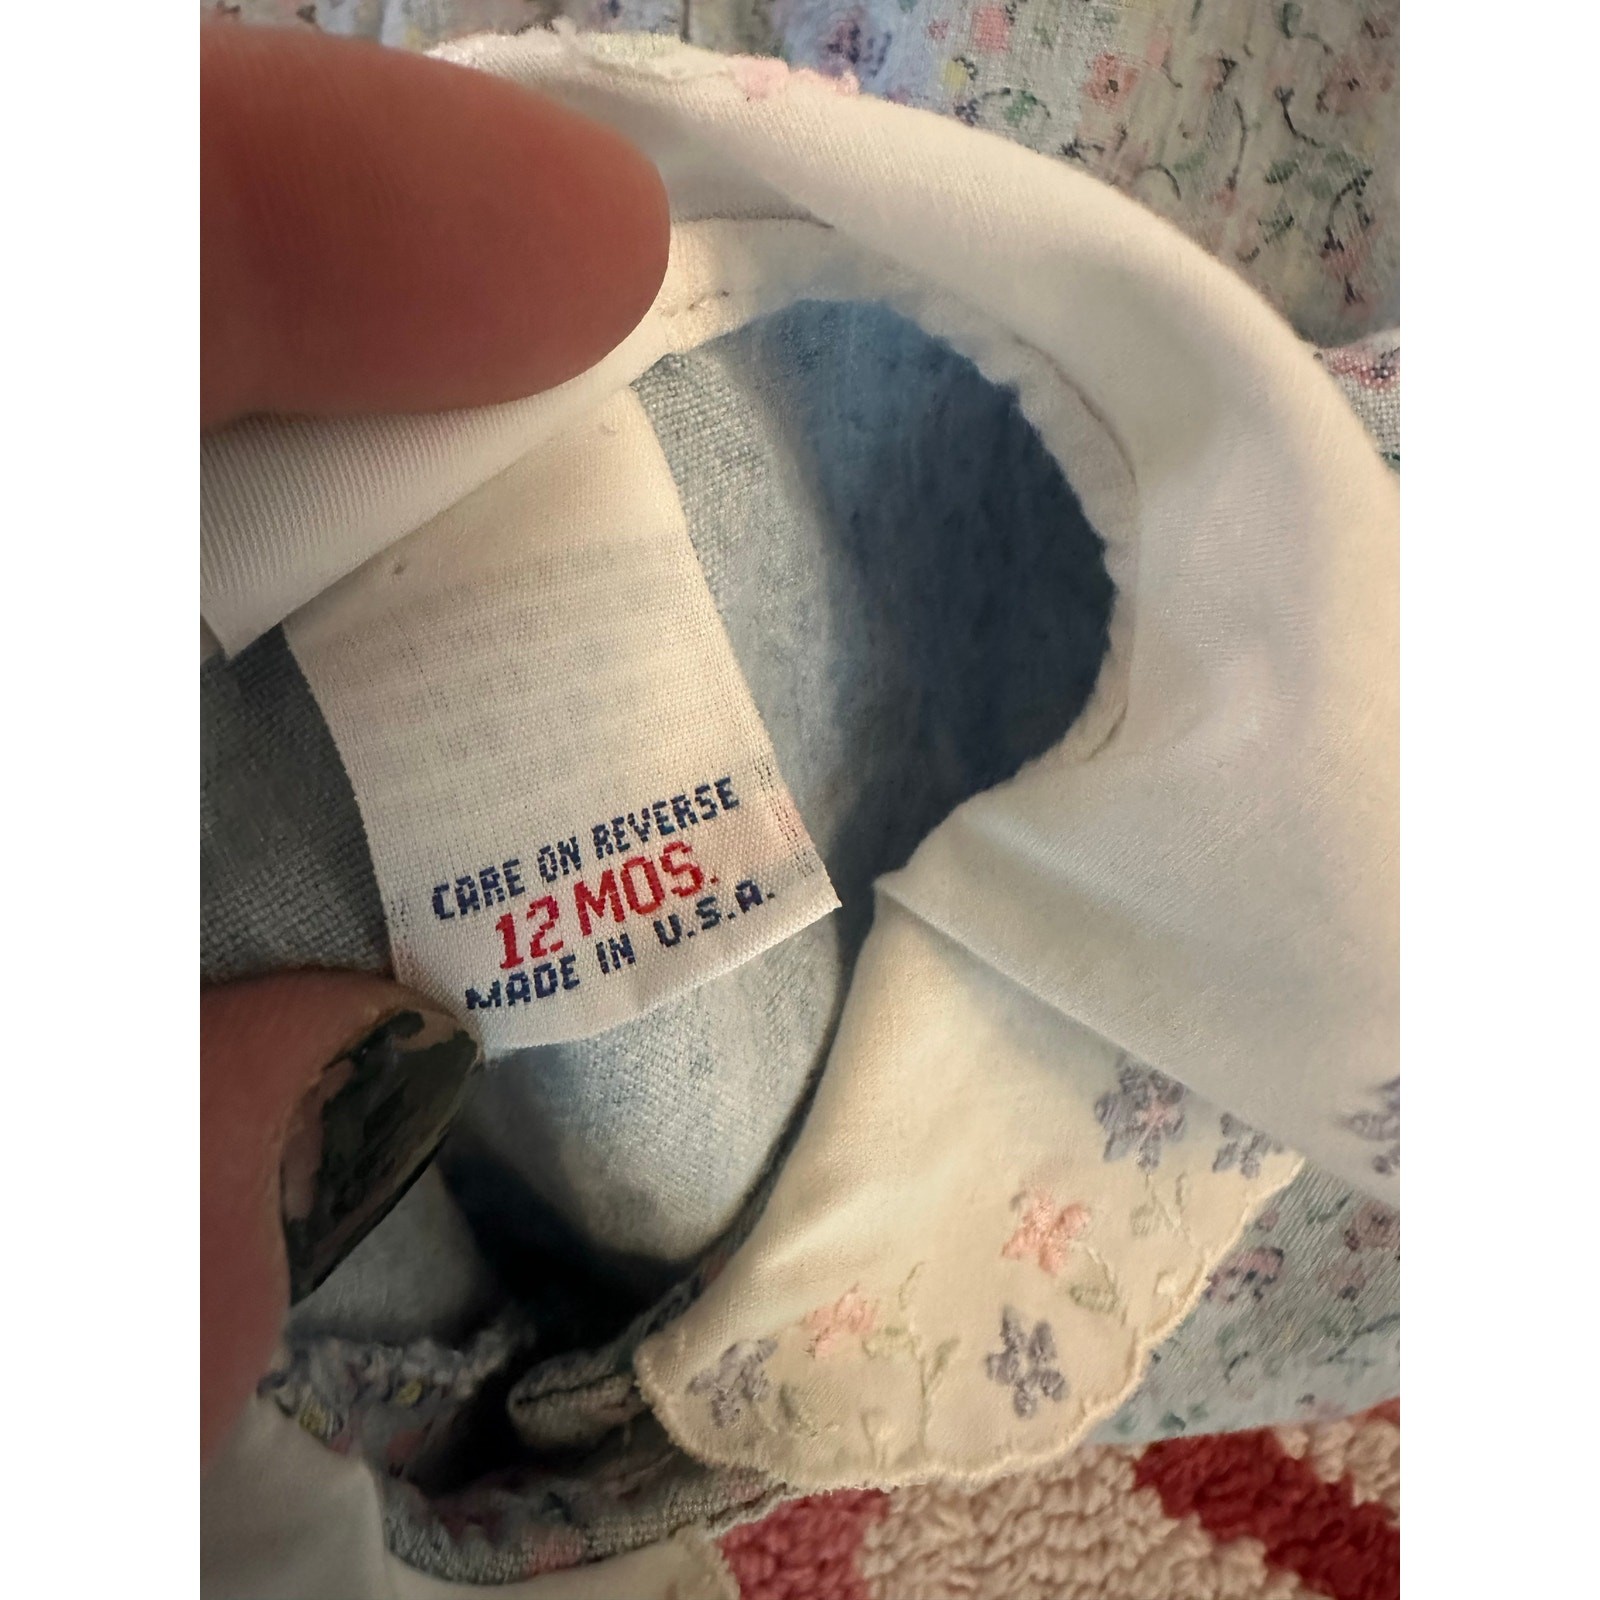 CARE ON REVERSE
12 MOS.
MADE IN U.S.A.